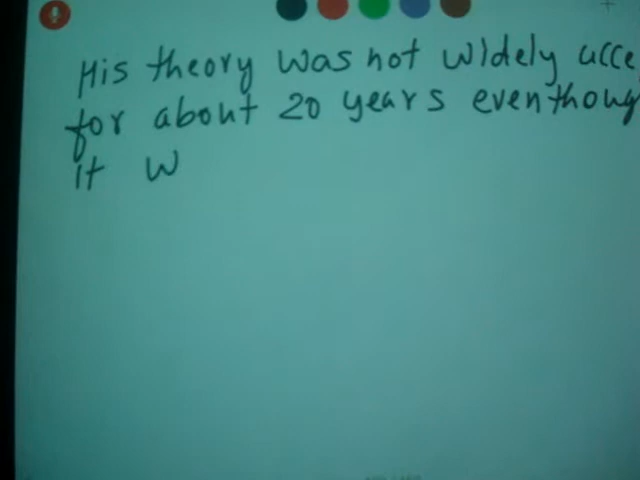 His theory was not widely acce
for about 20 years eventhoug
it w